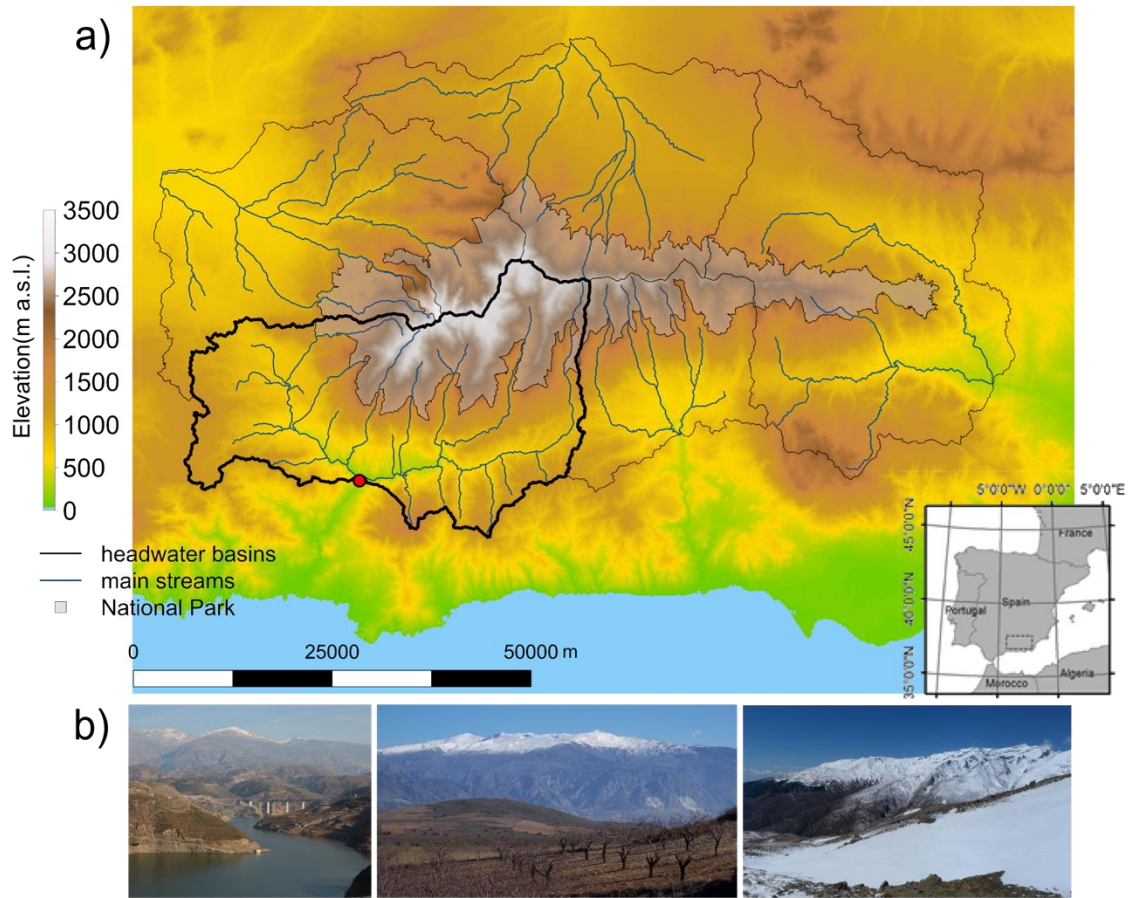 a)
Elevation(m a.s.l.)
3500
3000
2500
2000
1500
1000
500
0
headwater basins
main streams
National Park
0 25000 50000 m
5°0'0"W 0°0'0" 5°0'0"E
45°0'0"N
40°0'0"N
35°0'0"N
France
Portugal
Spain
Morocco
Algeria
b)